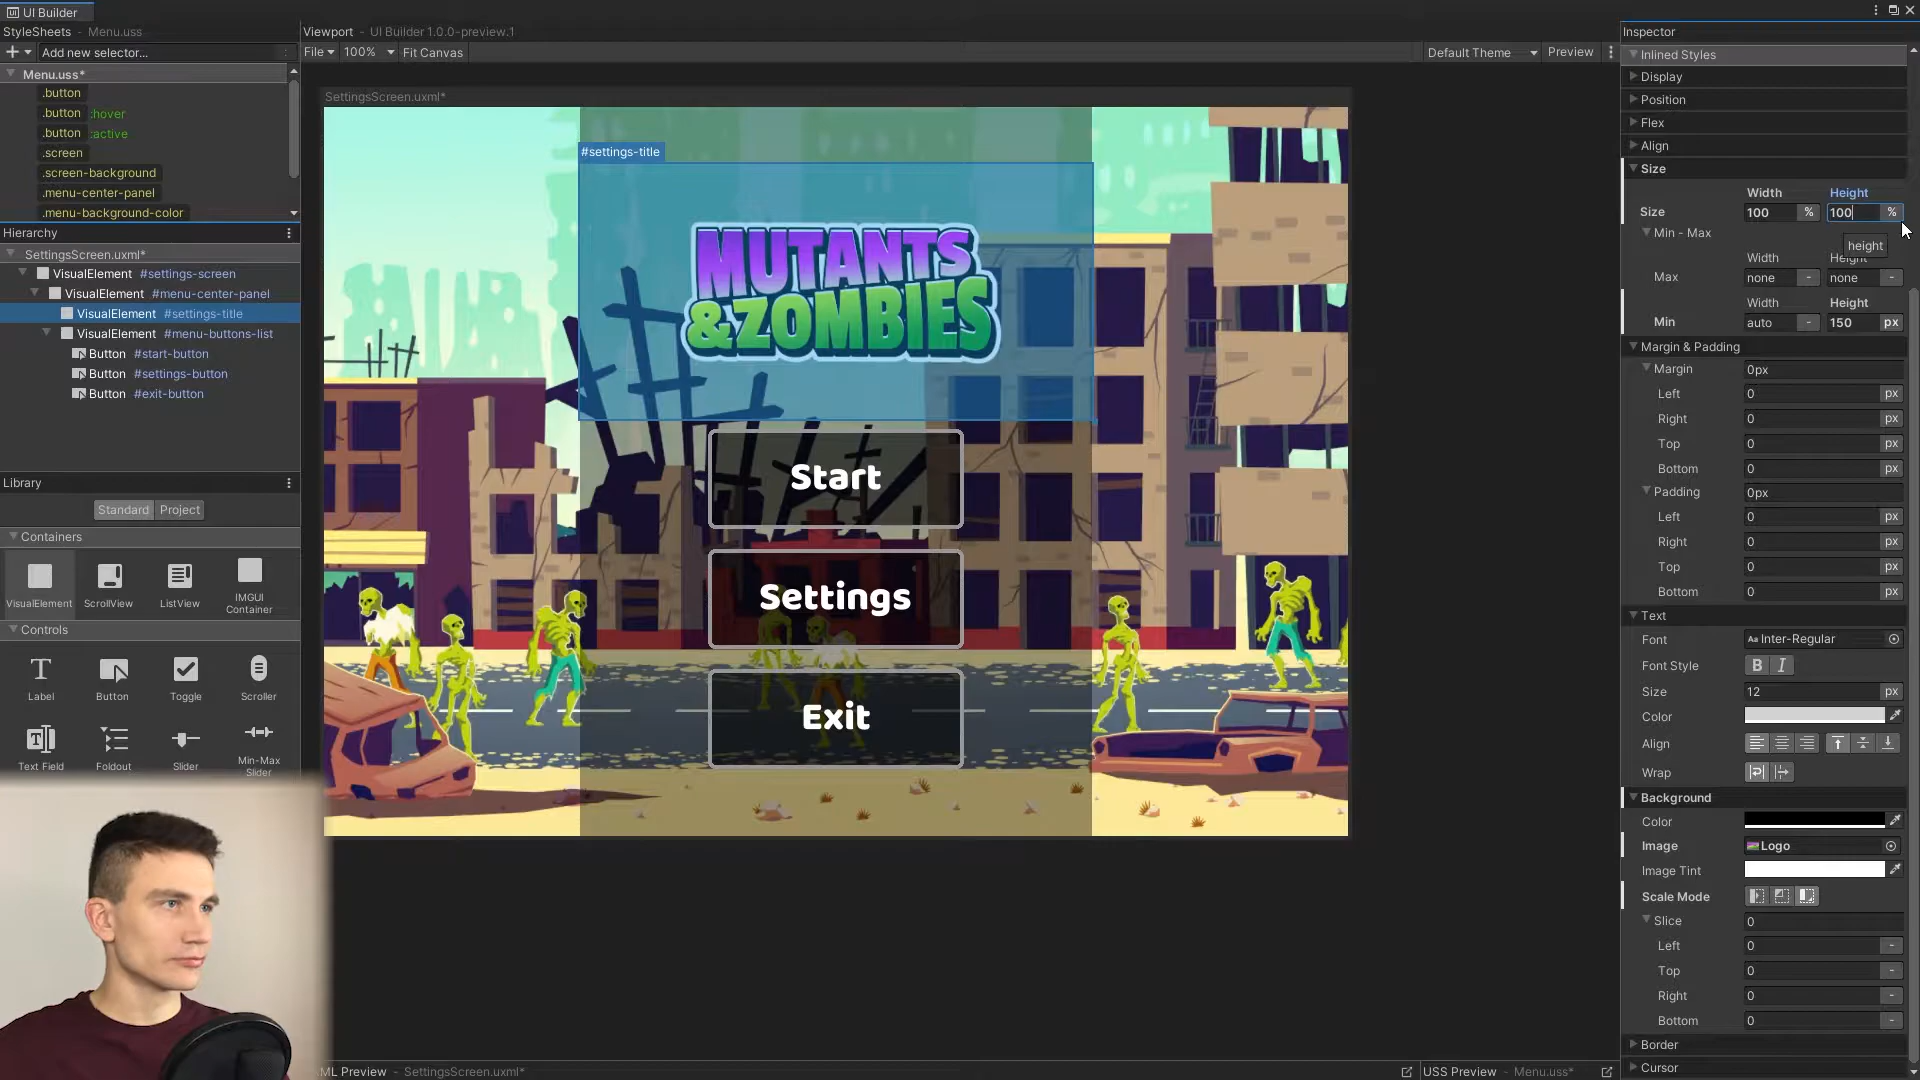 UI Builder
StyleSheets - Menu.uss
Add new selector...
Menu.uss*
.button
.button :hover
.button :active
.screen
.screen-background
.menu-center-panel
.menu-background-color
Hierarchy
SettingsScreen.uxml*
VisualElement #settings-screen
VisualElement #menu-center-panel
VisualElement #settings-title
VisualElement #menu-buttons-list
Button #start-button
Button #settings-button
Button #exit-button
Library
Standard Project
Containers
VisualElement ScrollView ListView IMGUI Container
Controls
Label Button Toggle Scroller
Text Field Foldout Slider Min-Max Slider
Viewport - UI Builder 1.0.0-preview.1
File 100% Fit Canvas
Default Theme Preview
SettingsScreen.uxml*
#settings-title
MUTANTS
&ZOMBIES
Start
Settings
Exit
ML Preview - SettingsScreen.uxml*
USS Preview - Menu.uss*
Inspector
Inlined Styles
Display
Position
Flex
Align
Size
Width Height
Size 100 % 100 %
Min - Max
height
Width Height
Max none - none -
Width Height
Min auto - 150 px
Margin & Padding
Margin 0px
Left 0 px
Right 0 px
Top 0 px
Bottom 0 px
Padding 0px
Left 0 px
Right 0 px
Top 0 px
Bottom 0 px
Text
Font Aa Inter-Regular
Font Style B I
Size 12 px
Color
Align
Wrap
Background
Color
Image Logo
Image Tint
Scale Mode
Slice 0
Left 0 -
Top 0 -
Right 0 -
Bottom 0 -
Border
Cursor